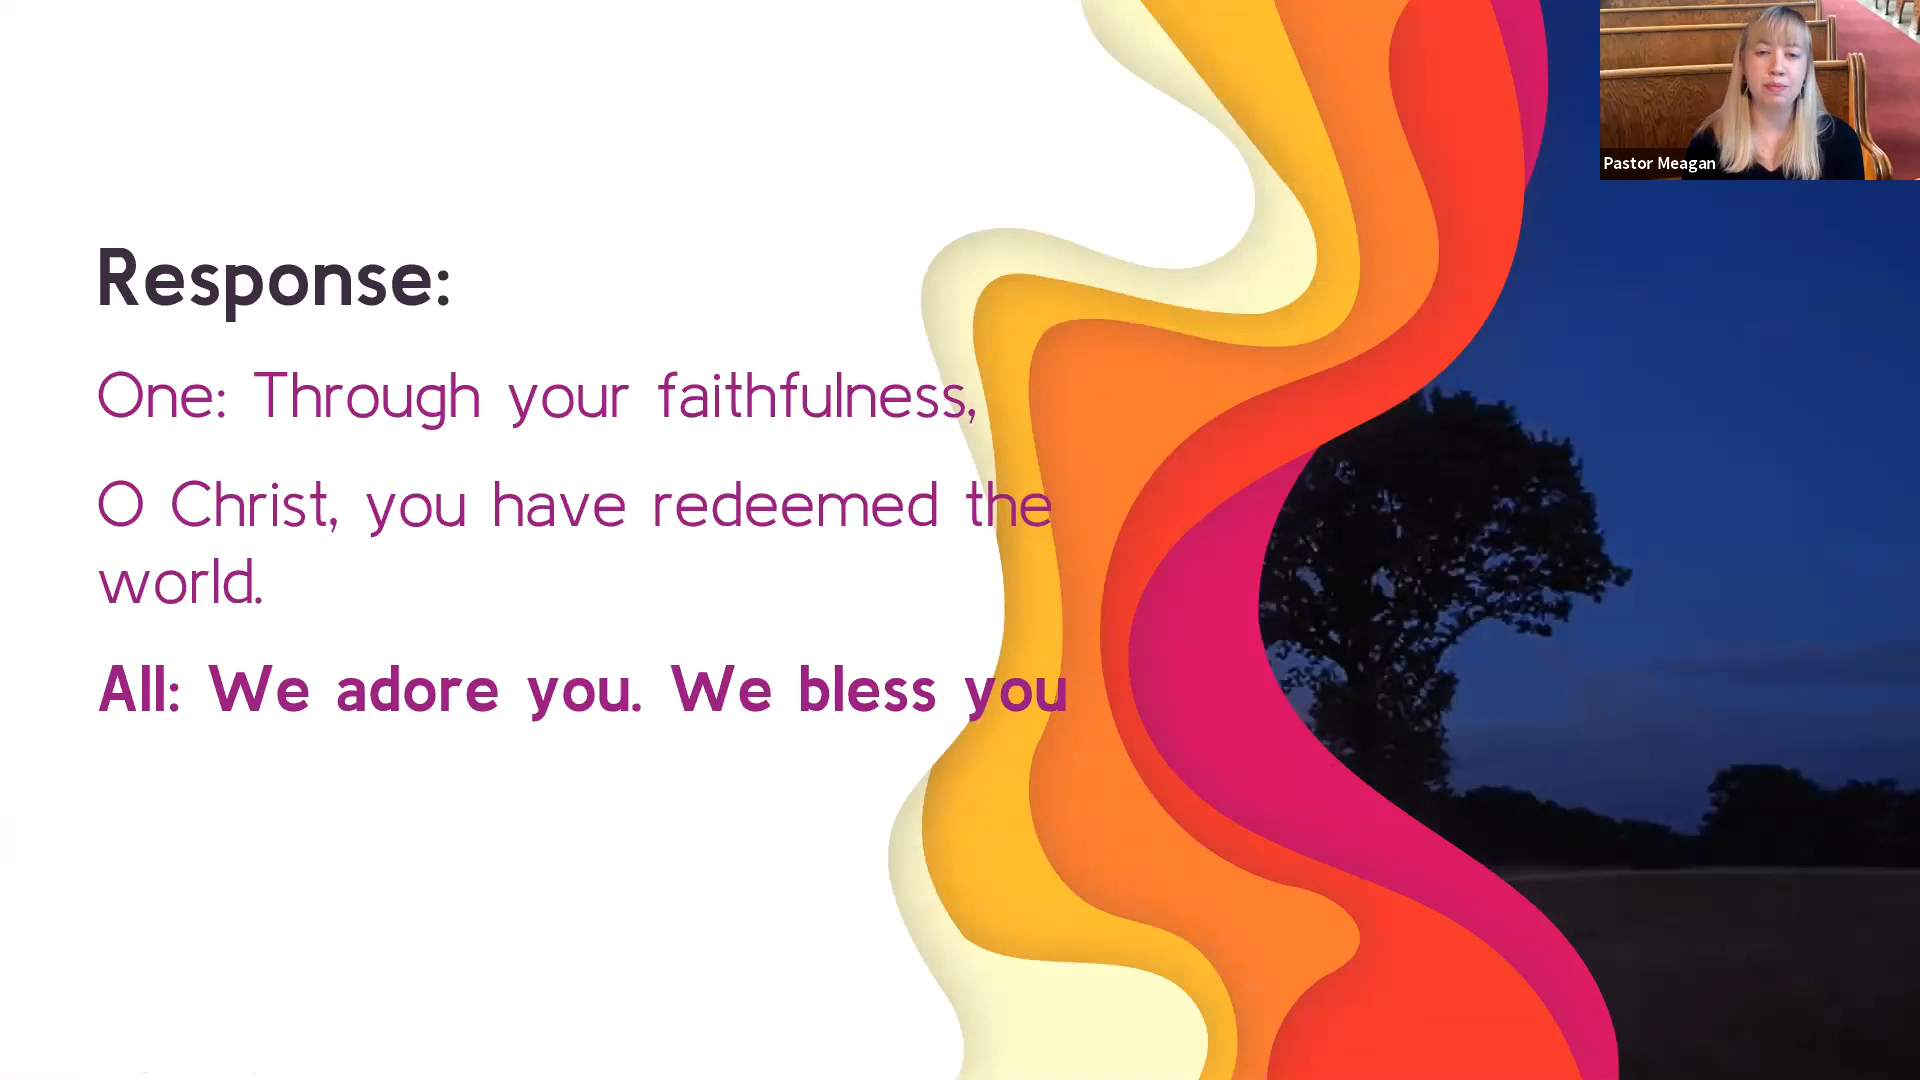 Pastor Meagan
Response:
One: Through your faithfulness,
O Christ, you have redeemed the
world.
All: We adore you. We bless you